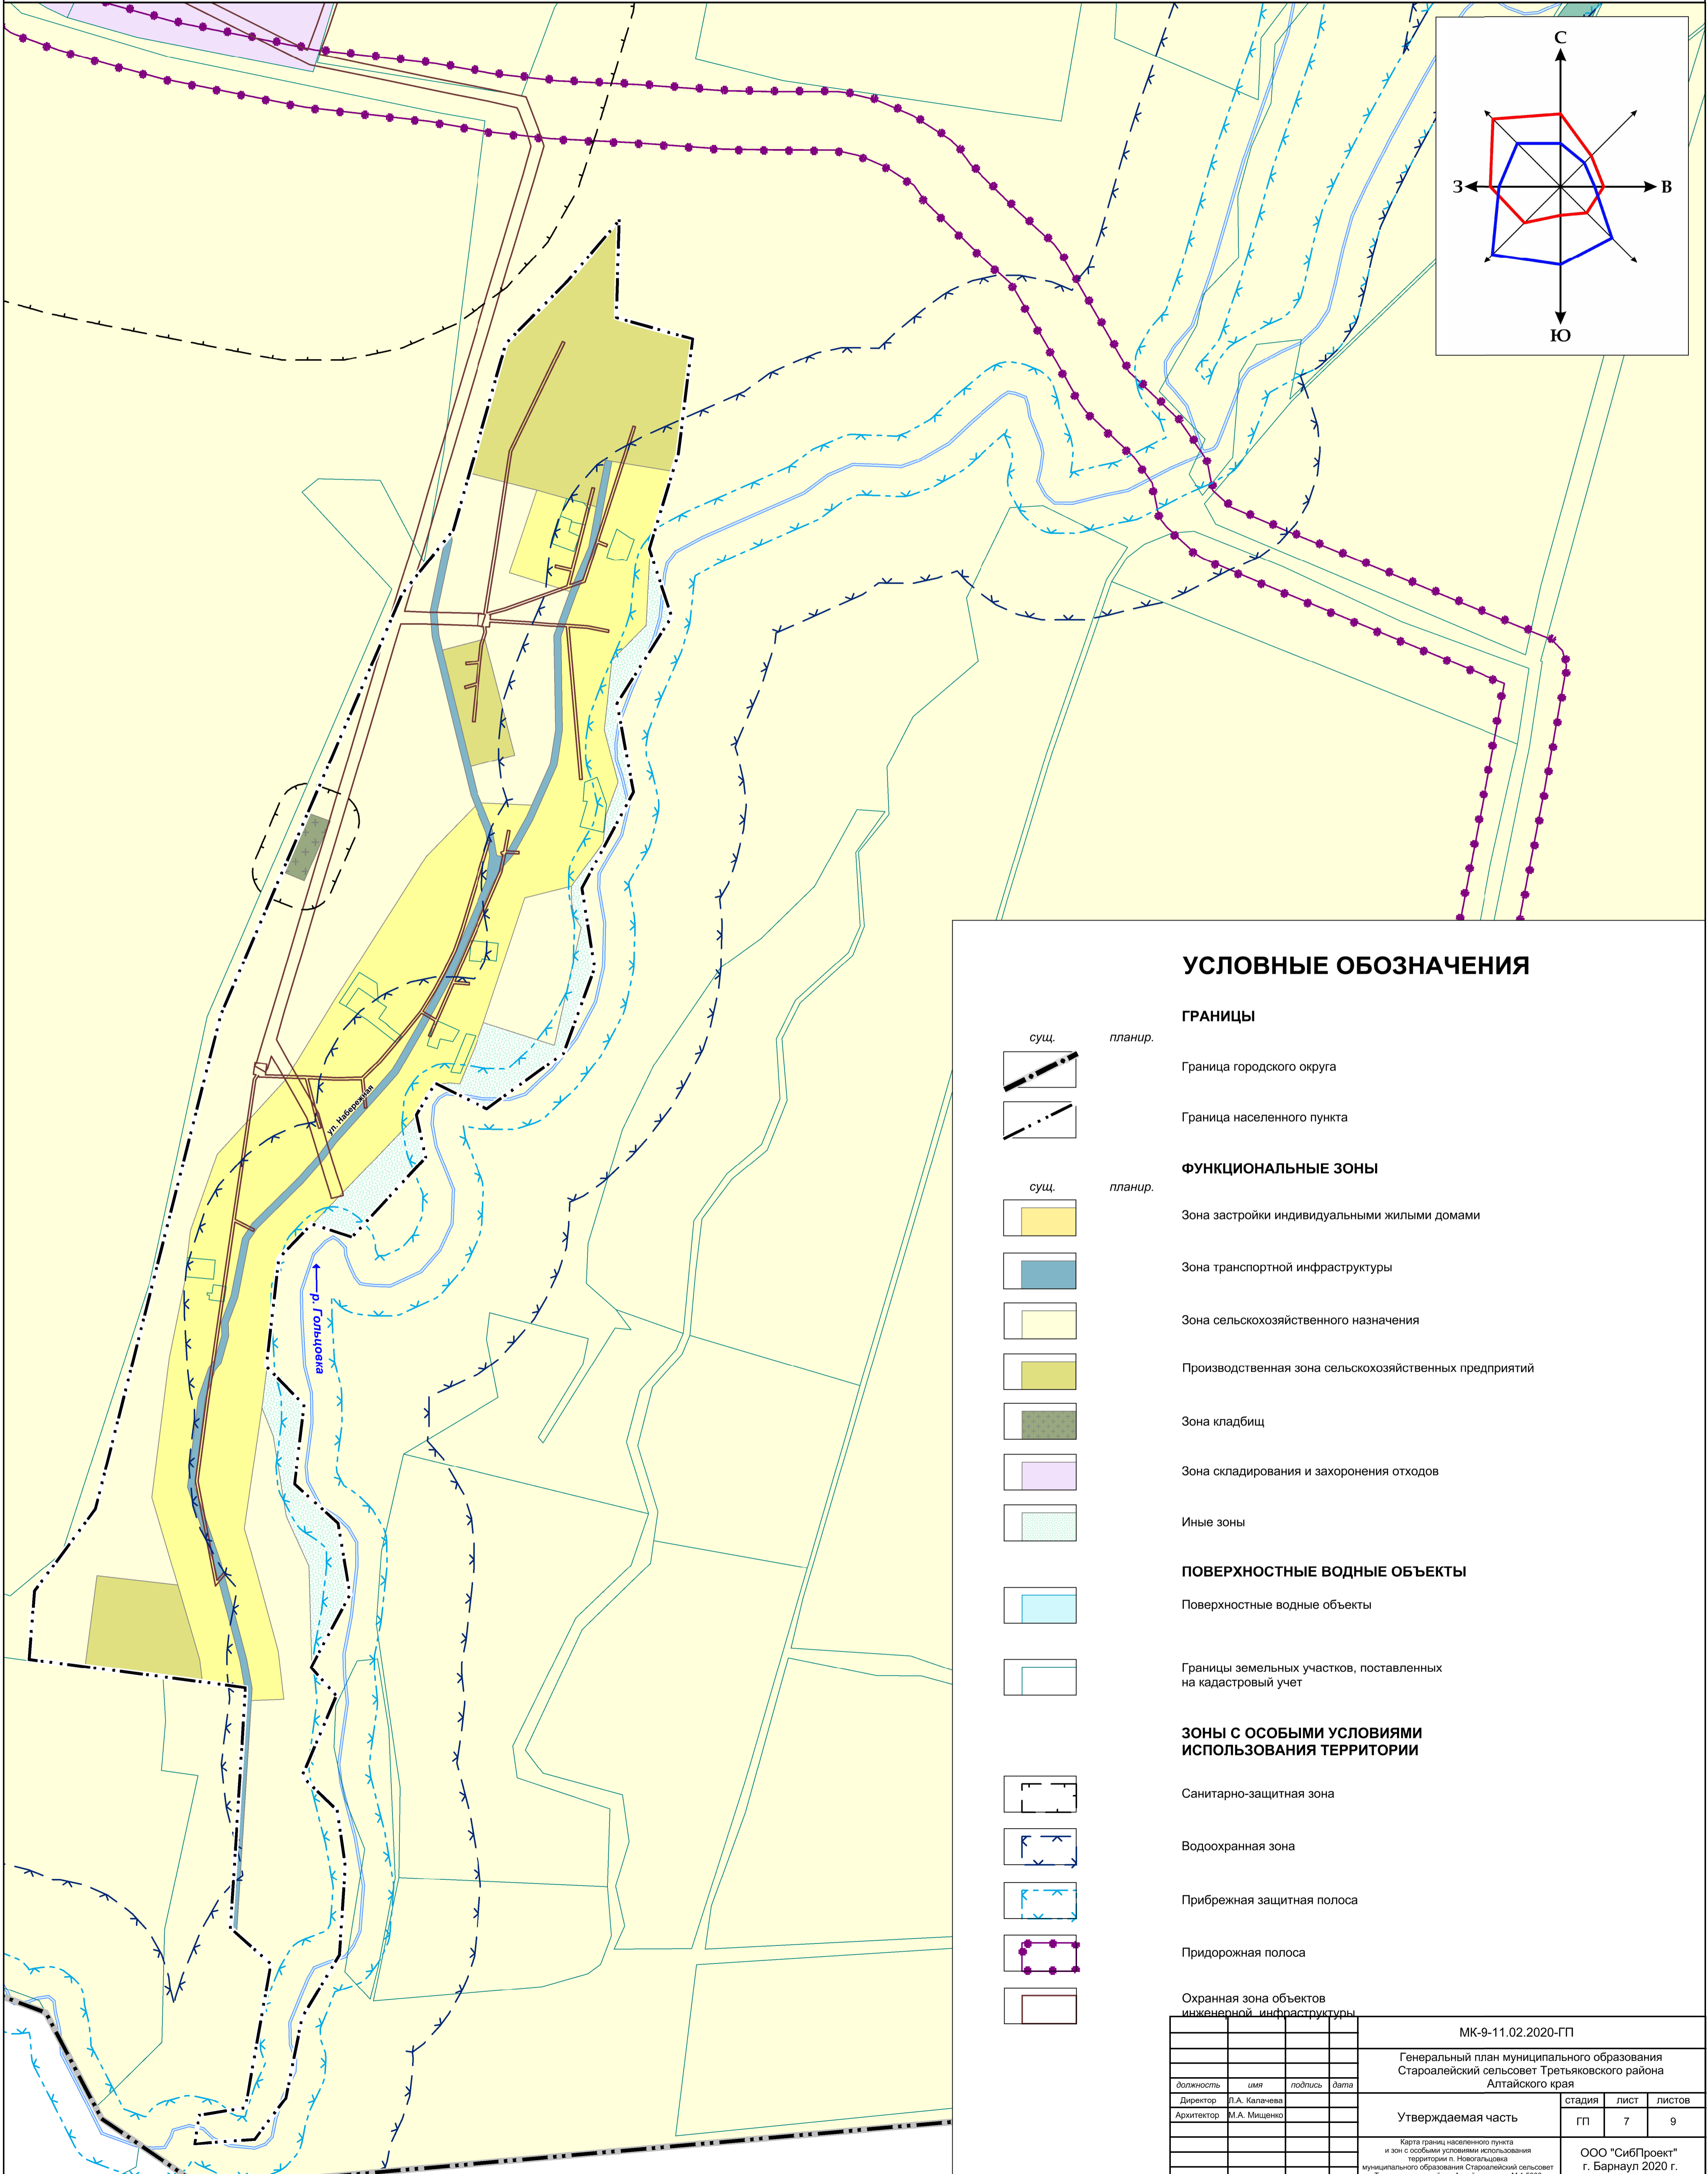 С
З
В
Ю
ул. Набережная
р. Гольцовка
УСЛОВНЫЕ ОБОЗНАЧЕНИЯ
ГРАНИЦЫ
сущ. планир.
Граница городского округа
Граница населенного пункта
ФУНКЦИОНАЛЬНЫЕ ЗОНЫ
сущ. планир.
Зона застройки индивидуальными жилыми домами
Зона транспортной инфраструктуры
Зона сельскохозяйственного назначения
Производственная зона сельскохозяйственных предприятий
Зона кладбищ
Зона складирования и захоронения отходов
Иные зоны
ПОВЕРХНОСТНЫЕ ВОДНЫЕ ОБЪЕКТЫ
Поверхностные водные объекты
Границы земельных участков, поставленных
на кадастровый учет
ЗОНЫ С ОСОБЫМИ УСЛОВИЯМИ
ИСПОЛЬЗОВАНИЯ ТЕРРИТОРИИ
Санитарно-защитная зона
Водоохранная зона
Прибрежная защитная полоса
Придорожная полоса
Охранная зона объектов
инженерной инфраструктуры
МК-9-11.02.2020-ГП
Генеральный план муниципального образования
Староалейский сельсовет Третьяковского района
Алтайского края
должность имя подпись дата
Директор Л.А. Калачева
Архитектор М.А. Мищенко
Утверждаемая часть
стадия лист листов
ГП 7 9
Карта границ населенного пункта
и зон с особыми условиями использования
территории п. Новогальцовка
муниципального образования Староалейский сельсовет
ООО "СибПроект"
г. Барнаул 2020 г.